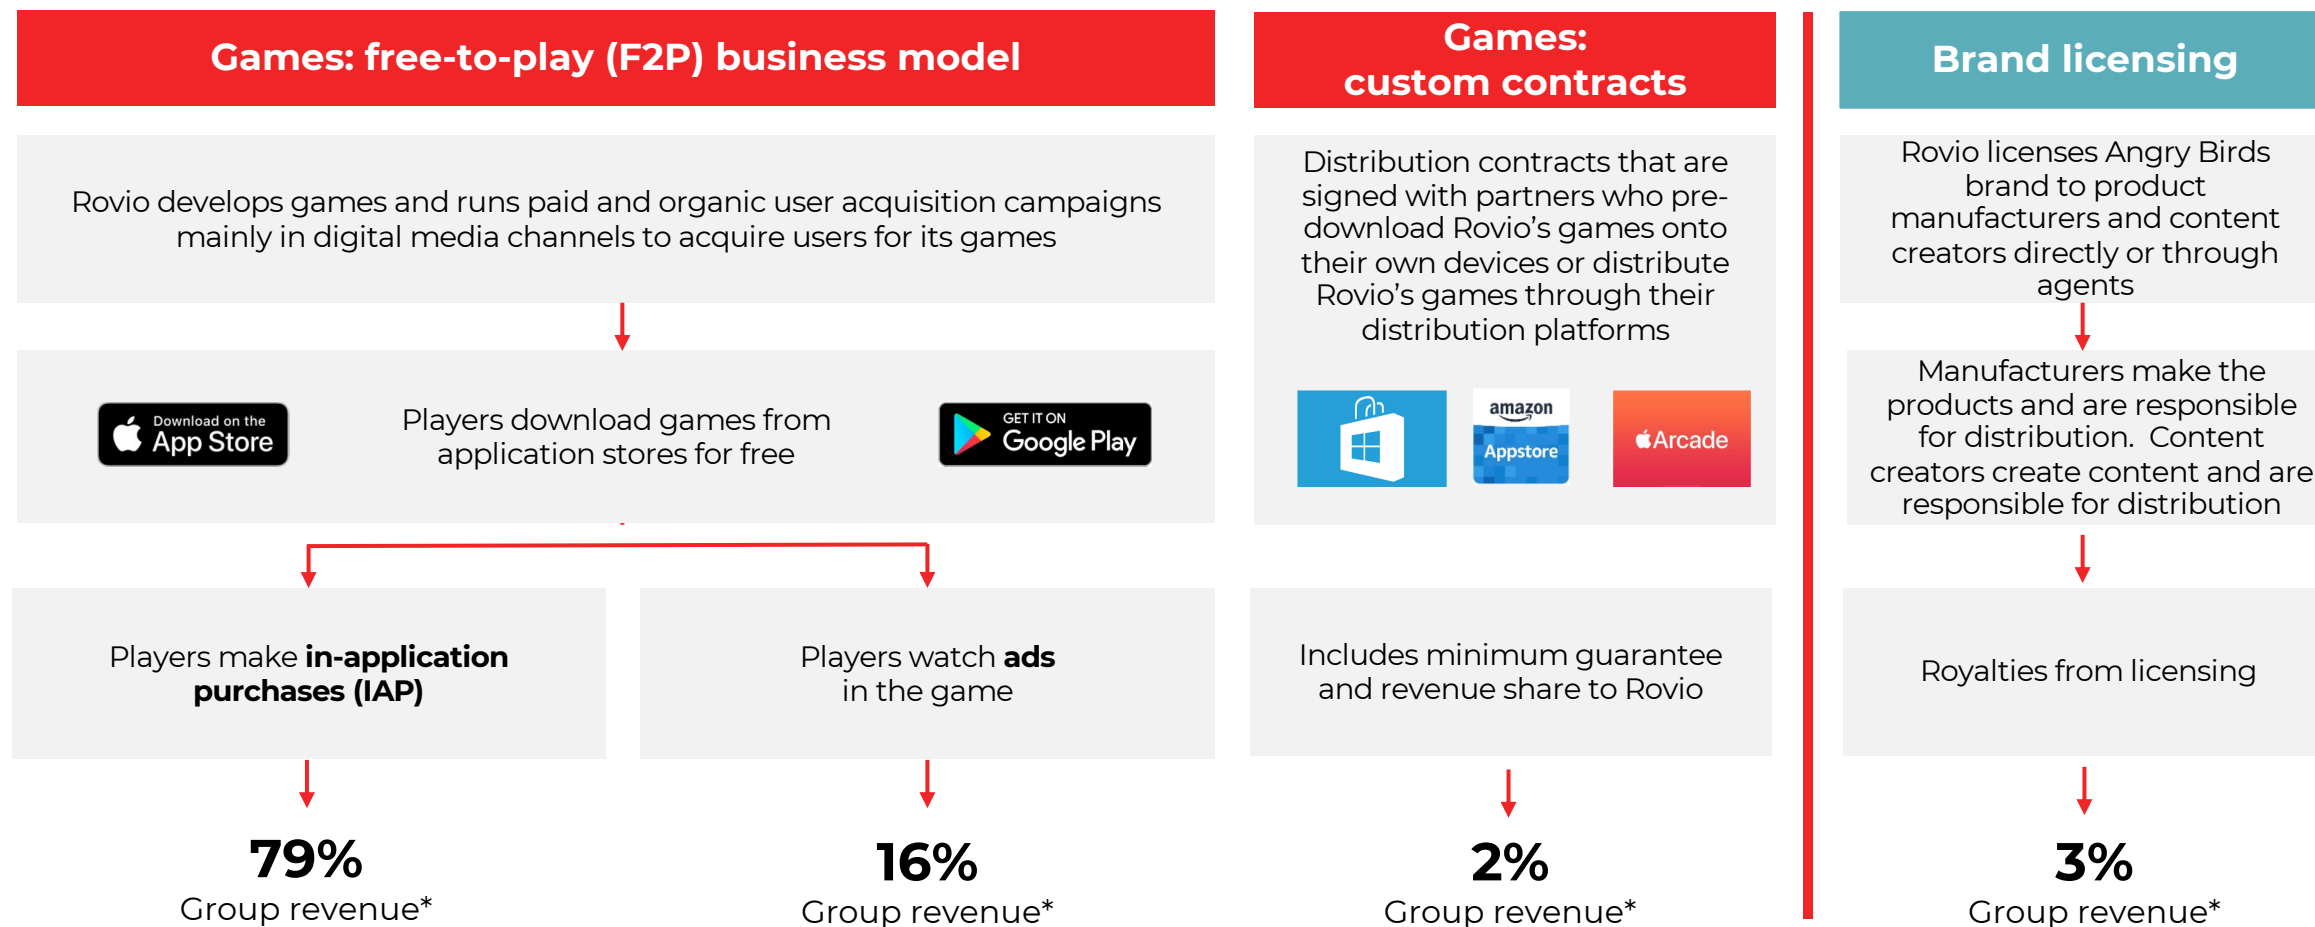 Games: free-to-play (F2P) business model
Rovio develops games and runs paid and organic user acquisition campaigns
mainly in digital media channels to acquire users for its games
Download on the
App Store
Players download games from
application stores for free
GET IT ON
Google Play
Players make in-application
purchases (IAP)
79%
Group revenue*
Players watch ads
in the game
16%
Group revenue*
Games:
custom contracts
Distribution contracts that are
signed with partners who pre-
download Rovio's games onto
their own devices or distribute
Rovio's games through their
distribution platforms
amazon
Appstore
Arcade
Includes minimum guarantee
and revenue share to Rovio
2%
Group revenue*
Brand licensing
Rovio licenses Angry Birds
brand to product
manufacturers and content
creators directly or through
agents
Manufacturers make the
products and are responsible
for distribution.  Content
creators create content and are
responsible for distribution
Royalties from licensing
3%
Group revenue*